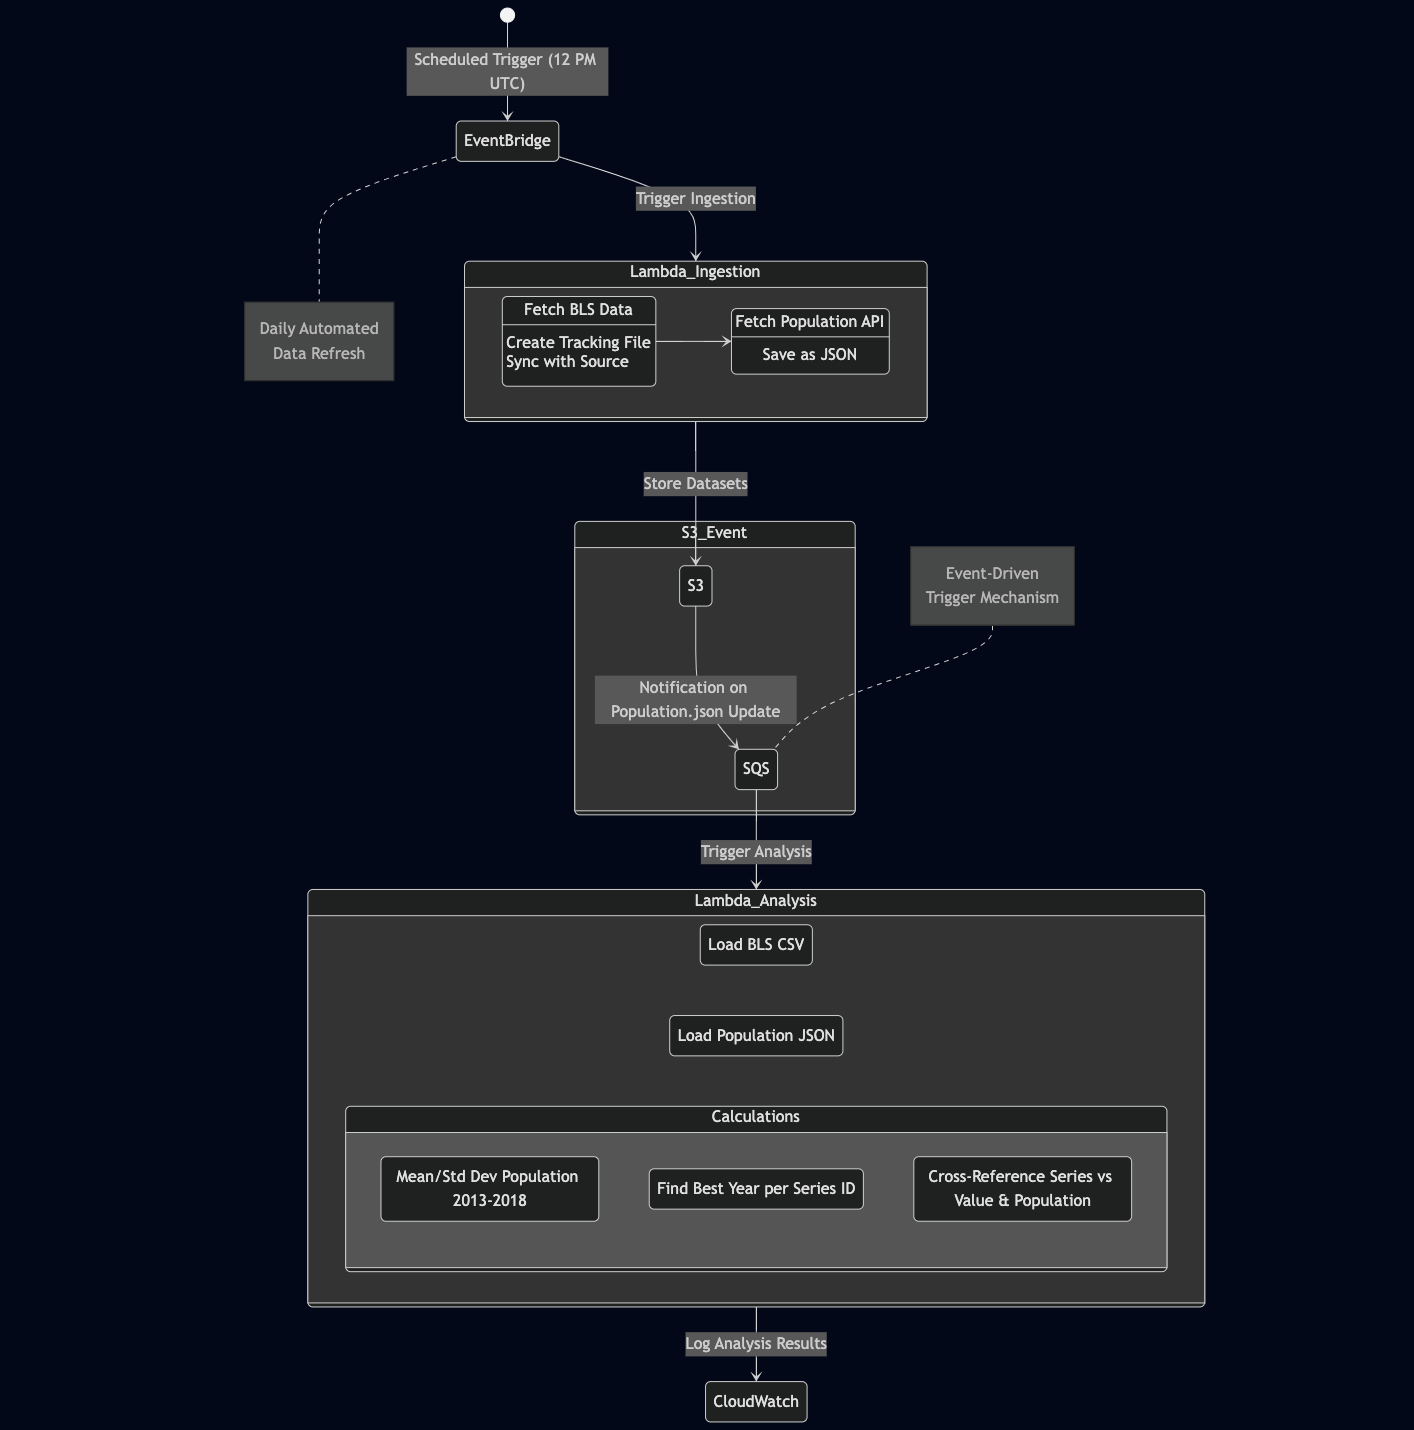 Scheduled Trigger (12 PM
UTC)
EventBridge
Trigger Ingestion
Daily Automated
Data Refresh
Lambda_Ingestion
Fetch BLS Data
Create Tracking File
Sync with Source
Fetch Population API
Save as JSON
Store Datasets
S3_Event
S3
Event-Driven
Trigger Mechanism
Notification on
Population.json Update
SQS
Trigger Analysis
Lambda_Analysis
Load BLS CSV
Load Population JSON
Calculations
Mean/Std Dev Population
2013-2018
Find Best Year per Series ID
Cross-Reference Series vs
Value & Population
Log Analysis Results
CloudWatch